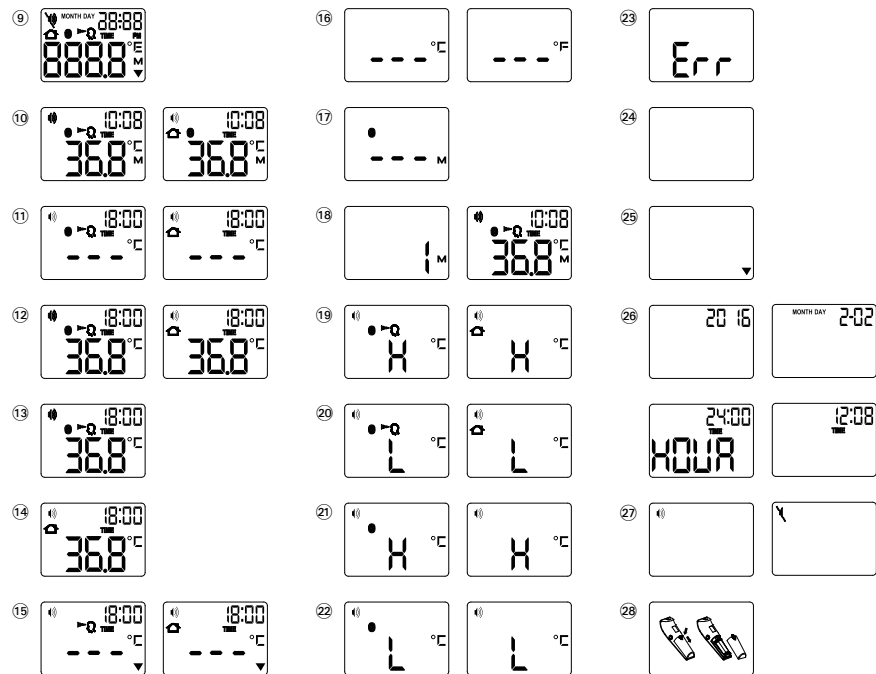 9
MONTH DAY 28:88
TIME PM
888.8 °E
M
10
10:08
TIME
36.8 °C
M
10:08
TIME
36.8 °C
M
11
18:00
TIME
--- °C
18:00
TIME
--- °C
12
18:00
TIME
36.8 °C
18:00
TIME
36.8 °C
13
18:00
TIME
36.8 °C
14
18:00
TIME
36.8 °C
15
18:00
TIME
--- °C
18:00
TIME
--- °C
16
--- °C
--- °F
17
--- M
18
1 M
10:08
TIME
36.8 °C
M
19
H °C
H °C
20
L °C
L °C
21
H °C
H °C
22
L °C
L °C
23
Err
24
25
26
2016
MONTH DAY 2-02
24:00
TIME
HOUR
12:08
TIME
27
28